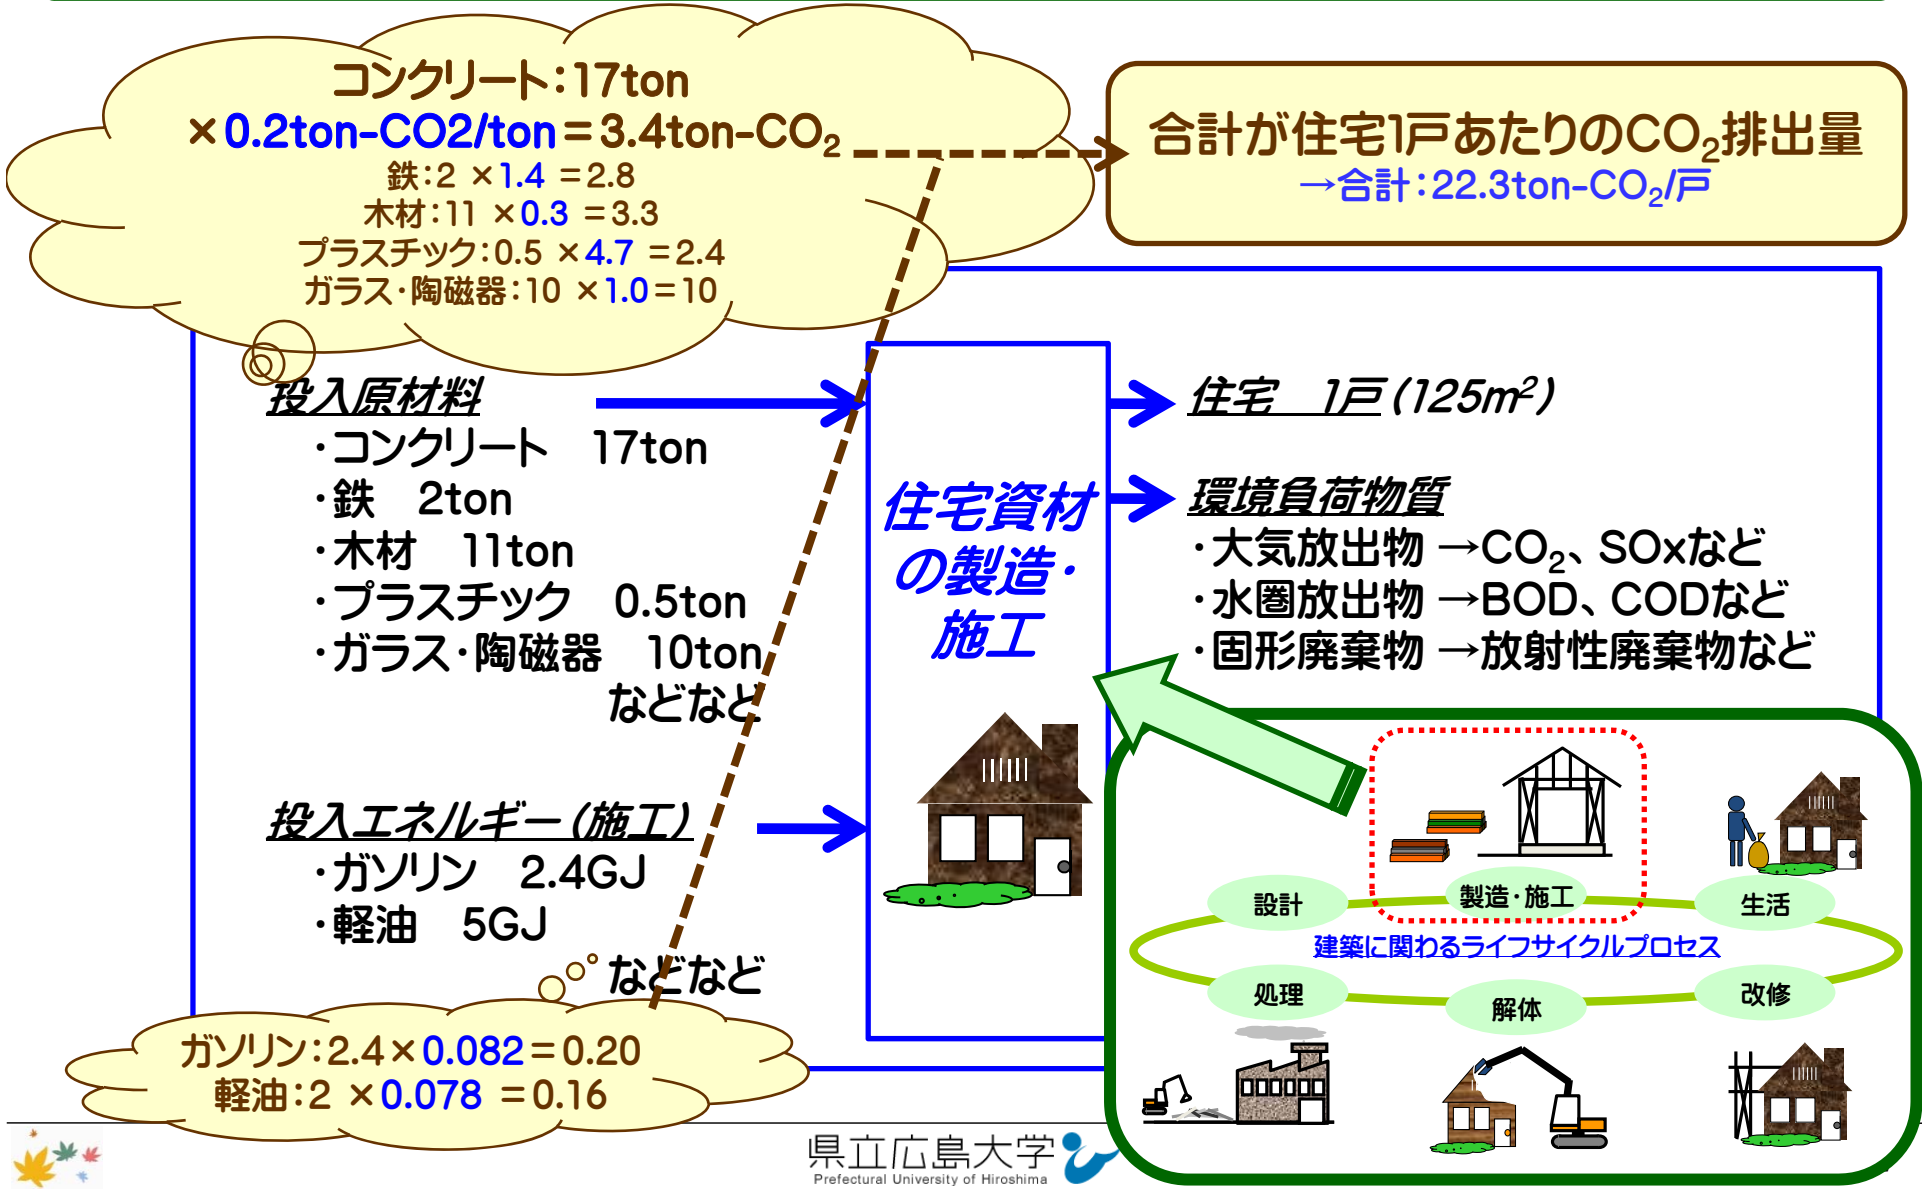 コンクリート:17ton
×0.2ton-CO2/ton=3.4ton-CO₂
鉄:2 ×1.4 =2.8
木材:11 ×0.3 =3.3
プラスチック:0.5 ×4.7 =2.4
ガラス・陶磁器:10 ×1.0=10
合計が住宅1戸あたりのCO₂排出量
→合計:22.3ton-CO₂/戸
投入原材料
・コンクリート 17ton
・鉄 2ton
・木材 11ton
・プラスチック 0.5ton
・ガラス・陶磁器 10ton
などなど
投入エネルギー(施工)
・ガソリン 2.4GJ
・軽油 5GJ
などなど
ガソリン:2.4×0.082=0.20
軽油:2 ×0.078 =0.16
住宅資材
の製造・
施工
住宅 1戸(125m²)
環境負荷物質
・大気放出物 →CO₂、SOxなど
・水圏放出物 →BOD、CODなど
・固形廃棄物 →放射性廃棄物など
設計
製造・施工
生活
建築に関わるライフサイクルプロセス
処理
解体
改修
県立広島大学
Prefectural University of Hiroshima